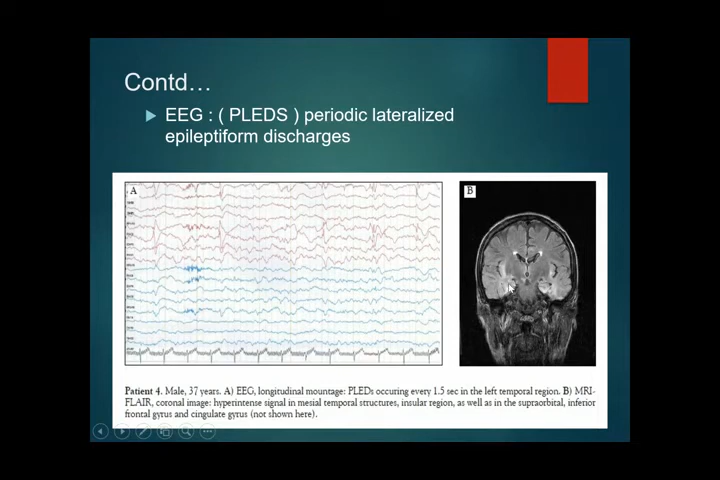 Contd…
EEG : ( PLEDS ) periodic lateralized
epileptiform discharges
A
B
Patient 4. Male, 37 years. A) EEG, longitudinal mountage: PLEDs occuring every 1.5 sec in the left temporal region. B) MRI-
FLAIR, coronal image: hyperintense signal in mesial temporal structures, insular region, as well as in the supraorbital, inferior
frontal gyrus and cingulate gyrus (not shown here).